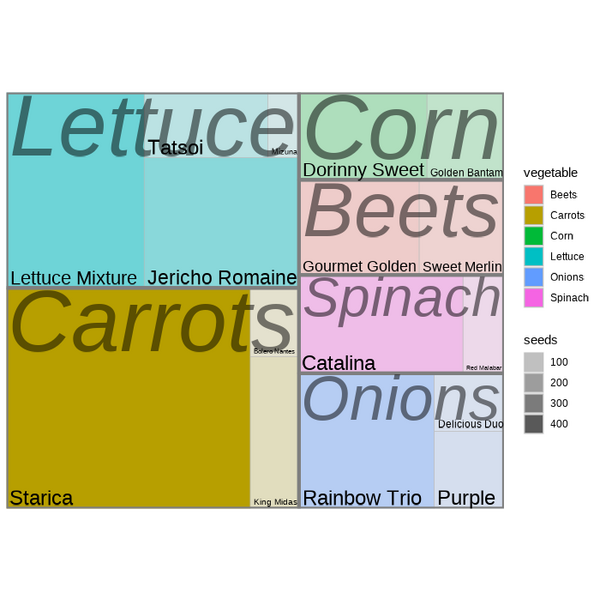 Lettuce
Tatsoi
Mizuna
Lettuce Mixture
Jericho Romaine
Carrots
Bolero Nantes
Starica
King Midas
Corn
Dorinny Sweet
Golden Bantam
Beets
Gourmet Golden
Sweet Merlin
Spinach
Catalina
Red Malabar
Onions
Delicious Duo
Rainbow Trio
Purple
vegetable
Beets
Carrots
Corn
Lettuce
Onions
Spinach
seeds
100
200
300
400